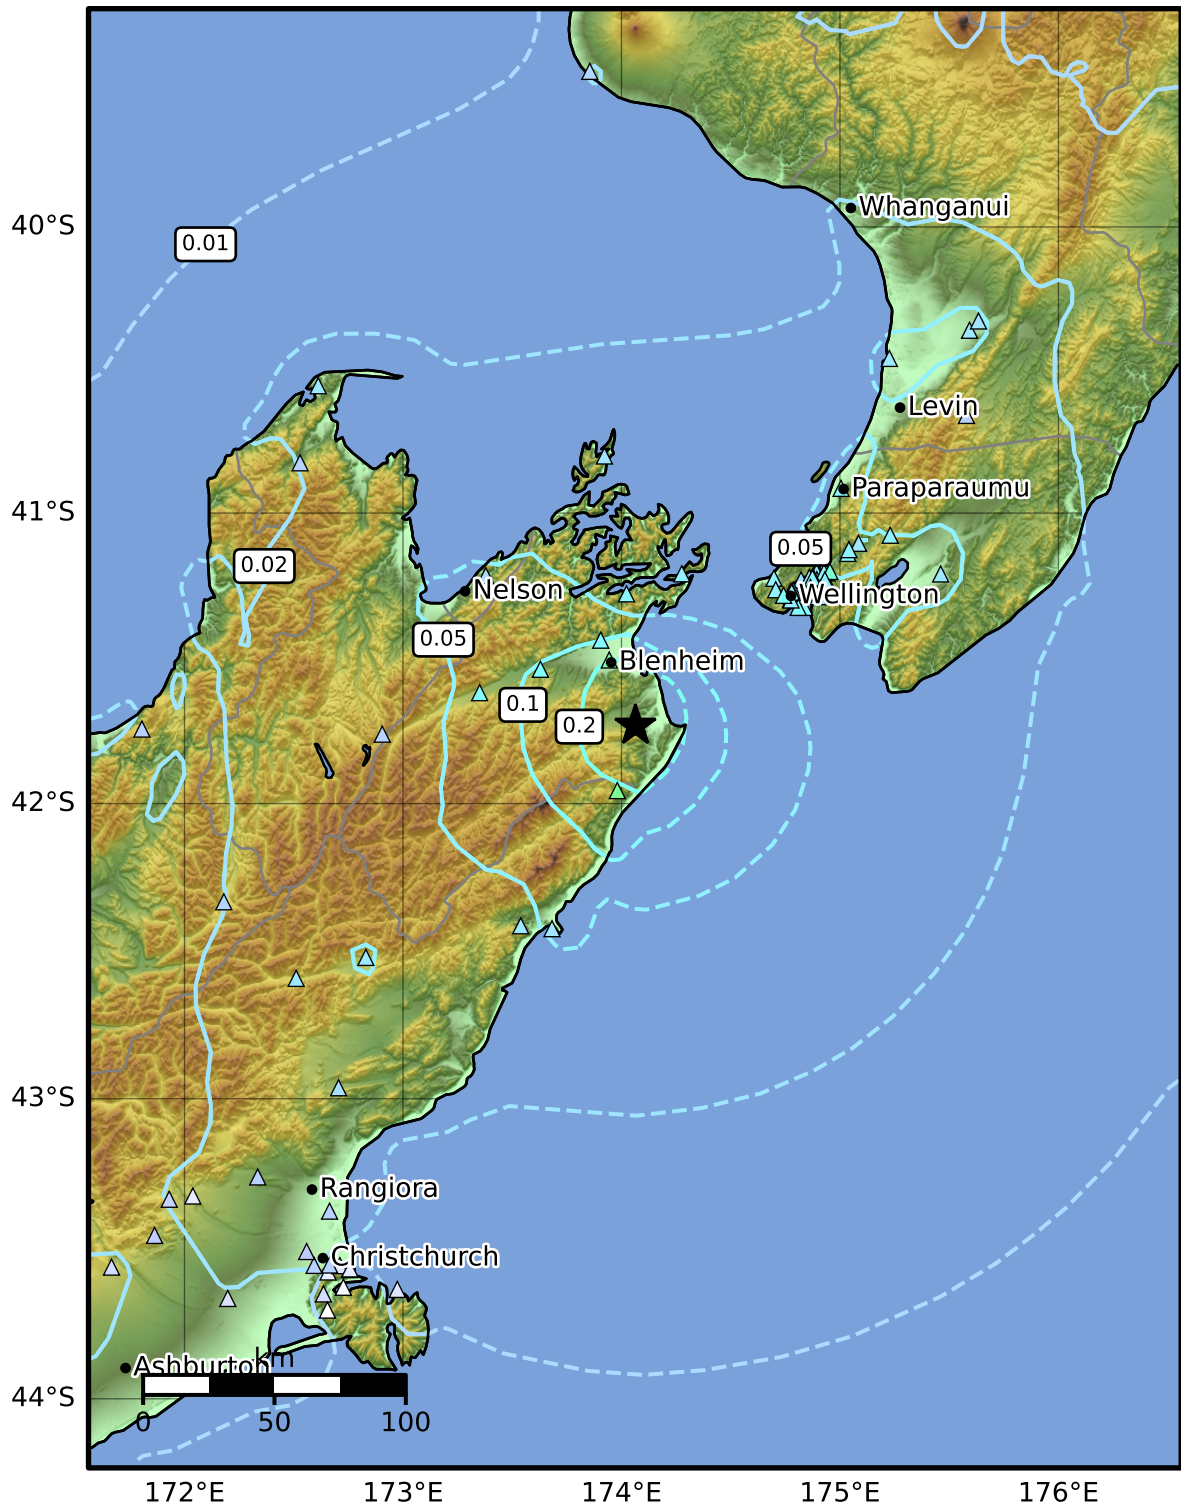 Whanganui
40°S
0.01
Levin
Paraparaumu
41°S
0.05
0.02
Nelson
Wellington
0.05
Blenheim
0.1
0.2
42°S
43°S
Rangiora
Christchurch
km
Ashburton
44°S
0 50 100
172°E 173°E 174°E 175°E 176°E